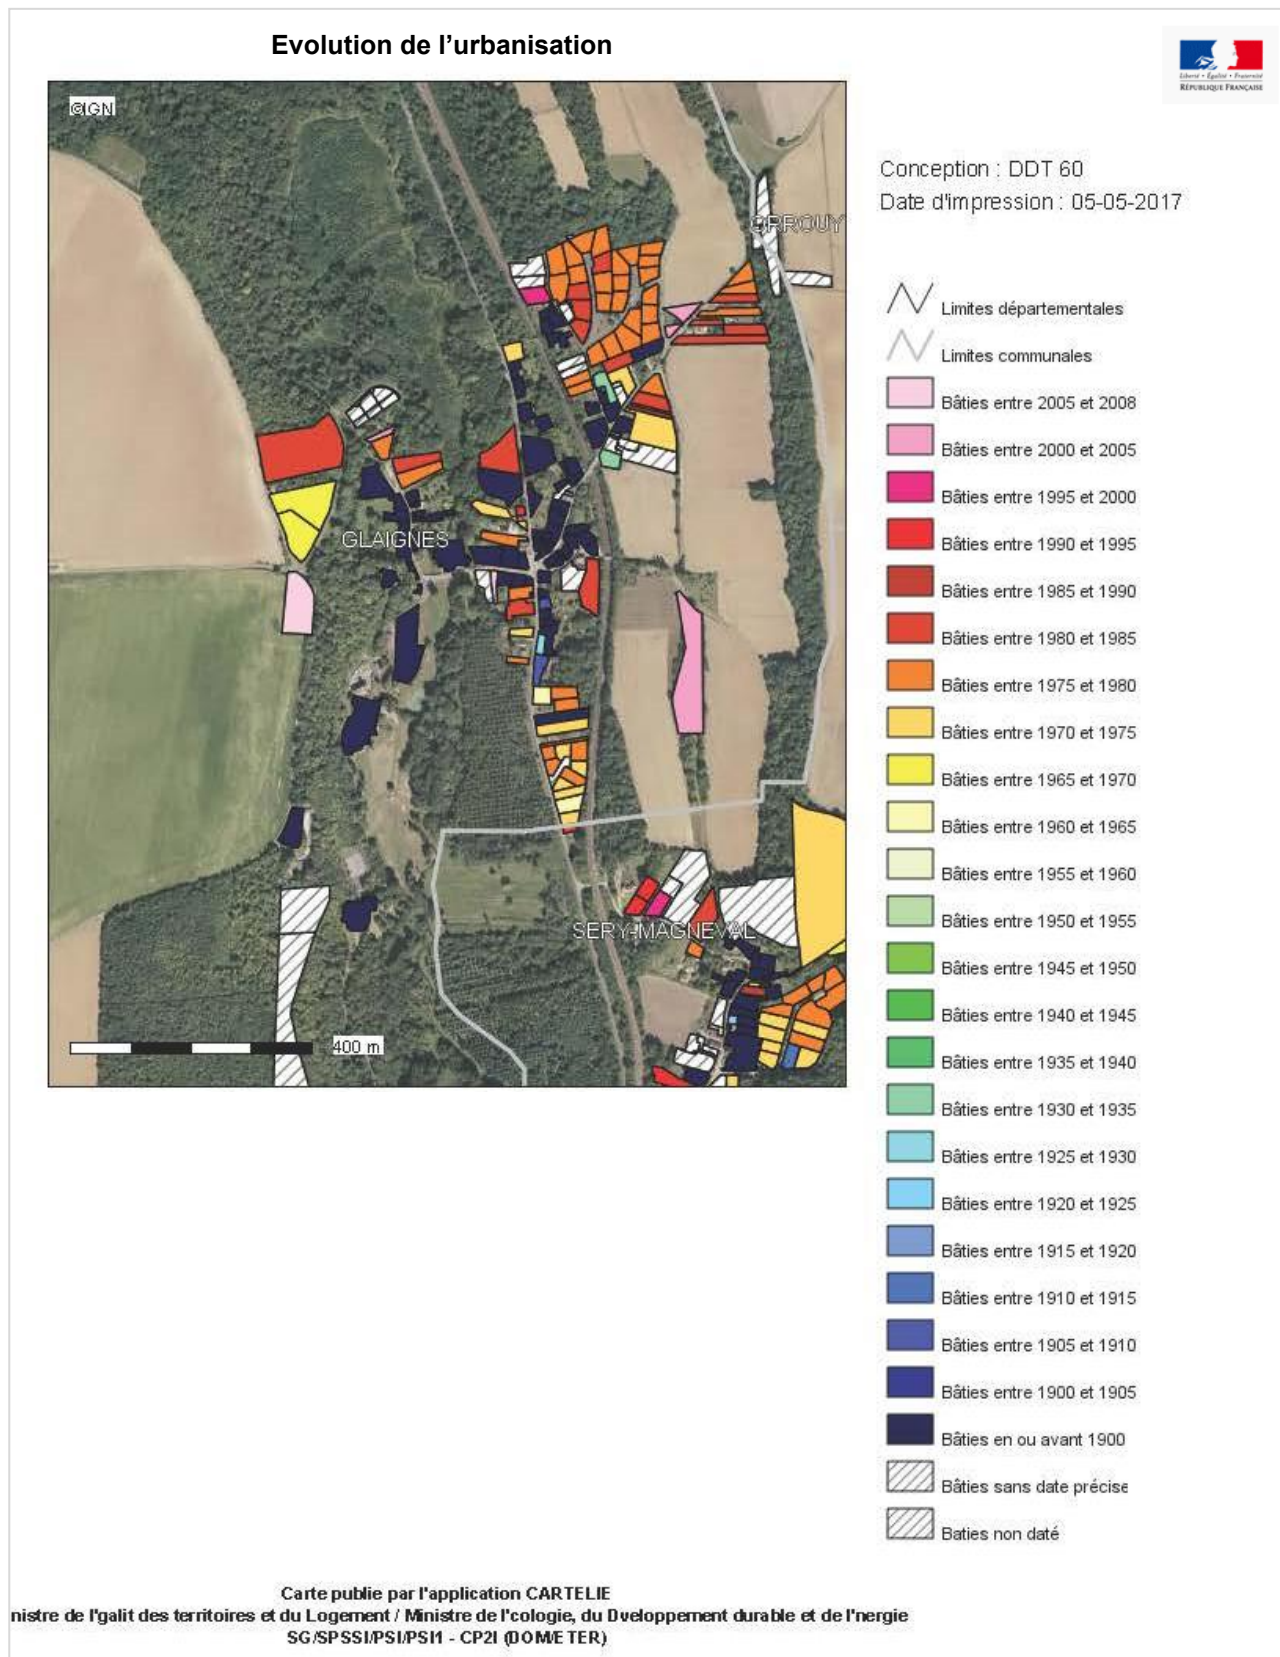 Evolution de l'urbanisation
Liberté • Égalité • Fraternité
RÉPUBLIQUE FRANÇAISE
©IGN
Conception : DDT 60
Date d'impression : 05-05-2017
ORROUY
Limites départementales
Limites communales
Bâties entre 2005 et 2008
Bâties entre 2000 et 2005
Bâties entre 1995 et 2000
GLAIGNES
Bâties entre 1990 et 1995
Bâties entre 1985 et 1990
Bâties entre 1980 et 1985
Bâties entre 1975 et 1980
Bâties entre 1970 et 1975
Bâties entre 1965 et 1970
Bâties entre 1960 et 1965
Bâties entre 1955 et 1960
Bâties entre 1950 et 1955
SERY-MAGNEVAL
Bâties entre 1945 et 1950
Bâties entre 1940 et 1945
400 m
Bâties entre 1935 et 1940
Bâties entre 1930 et 1935
Bâties entre 1925 et 1930
Bâties entre 1920 et 1925
Bâties entre 1915 et 1920
Bâties entre 1910 et 1915
Bâties entre 1905 et 1910
Bâties entre 1900 et 1905
Bâties en ou avant 1900
Bâties sans date précise
Baties non daté
Carte publie par l'application CARTELIE
nistre de l'galit des territoires et du Logement / Ministre de l'cologie, du Dveloppement durable et de l'nergie
SG/SPSSI/PSI/PSI1 - CP2I (DOM/ETER)